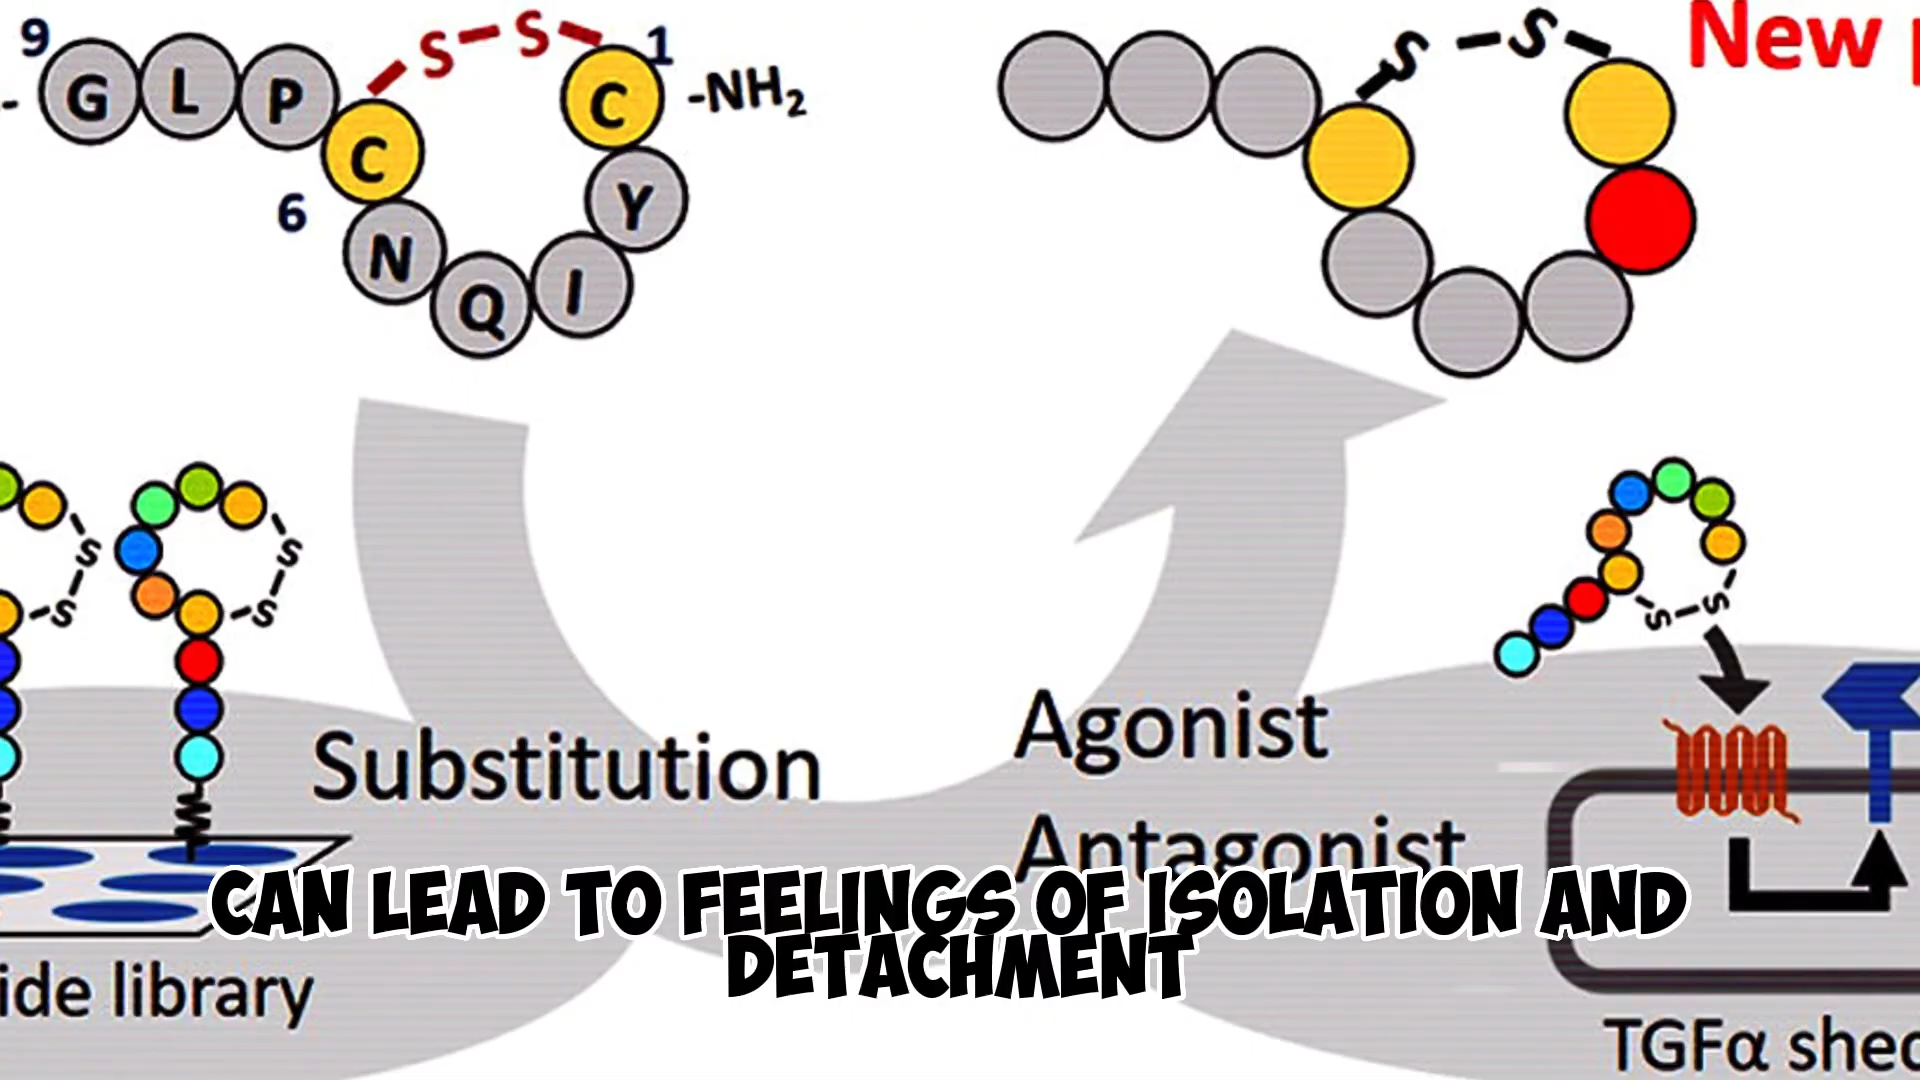 9
G L P C S S C 1 -NH2
6
N Q I Y
S S
New
S
S
S
S
S S
Substitution
Agonist
Antagonist
CAN LEAD TO FEELINGS OF ISOLATION AND
DETACHMENT
ide library
TGFα shed